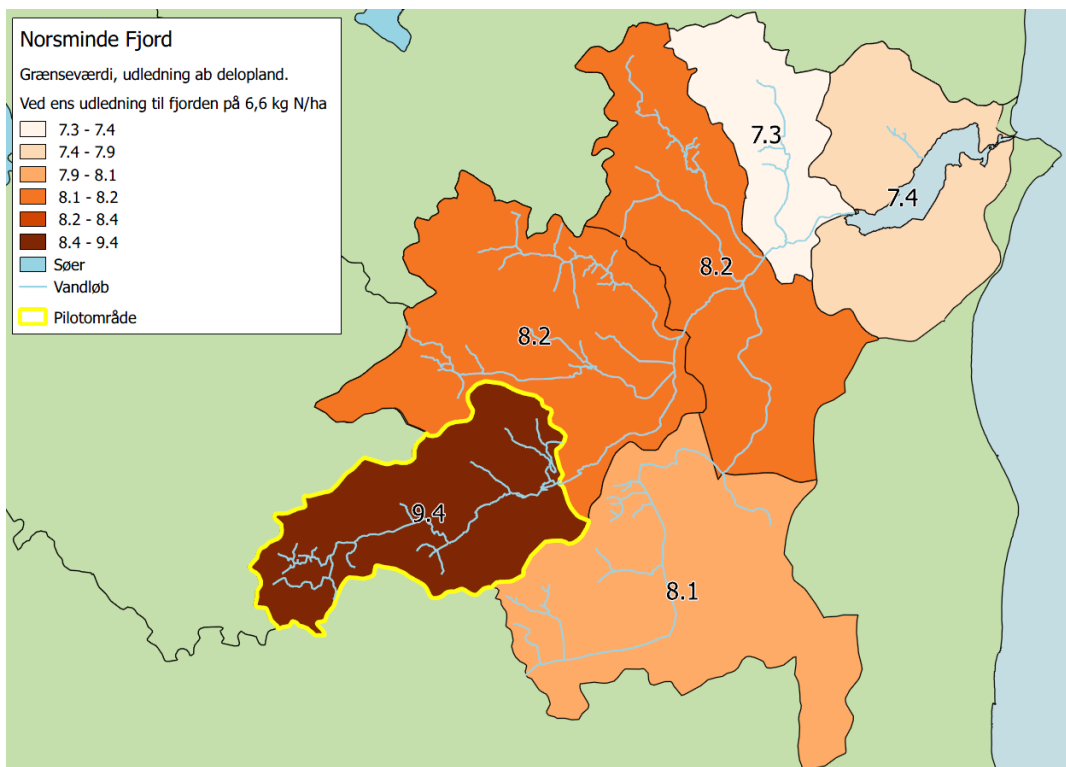 Norsminde Fjord
Grænseværdi, udledning ab delopland.
Ved ens udledning til fjorden på 6,6 kg N/ha
7.3 - 7.4
7.4 - 7.9
7.9 - 8.1
8.1 - 8.2
8.2 - 8.4
8.4 - 9.4
Søer
Vandløb
Pilotområde
7.3
7.4
8.2
8.2
9.4
8.1